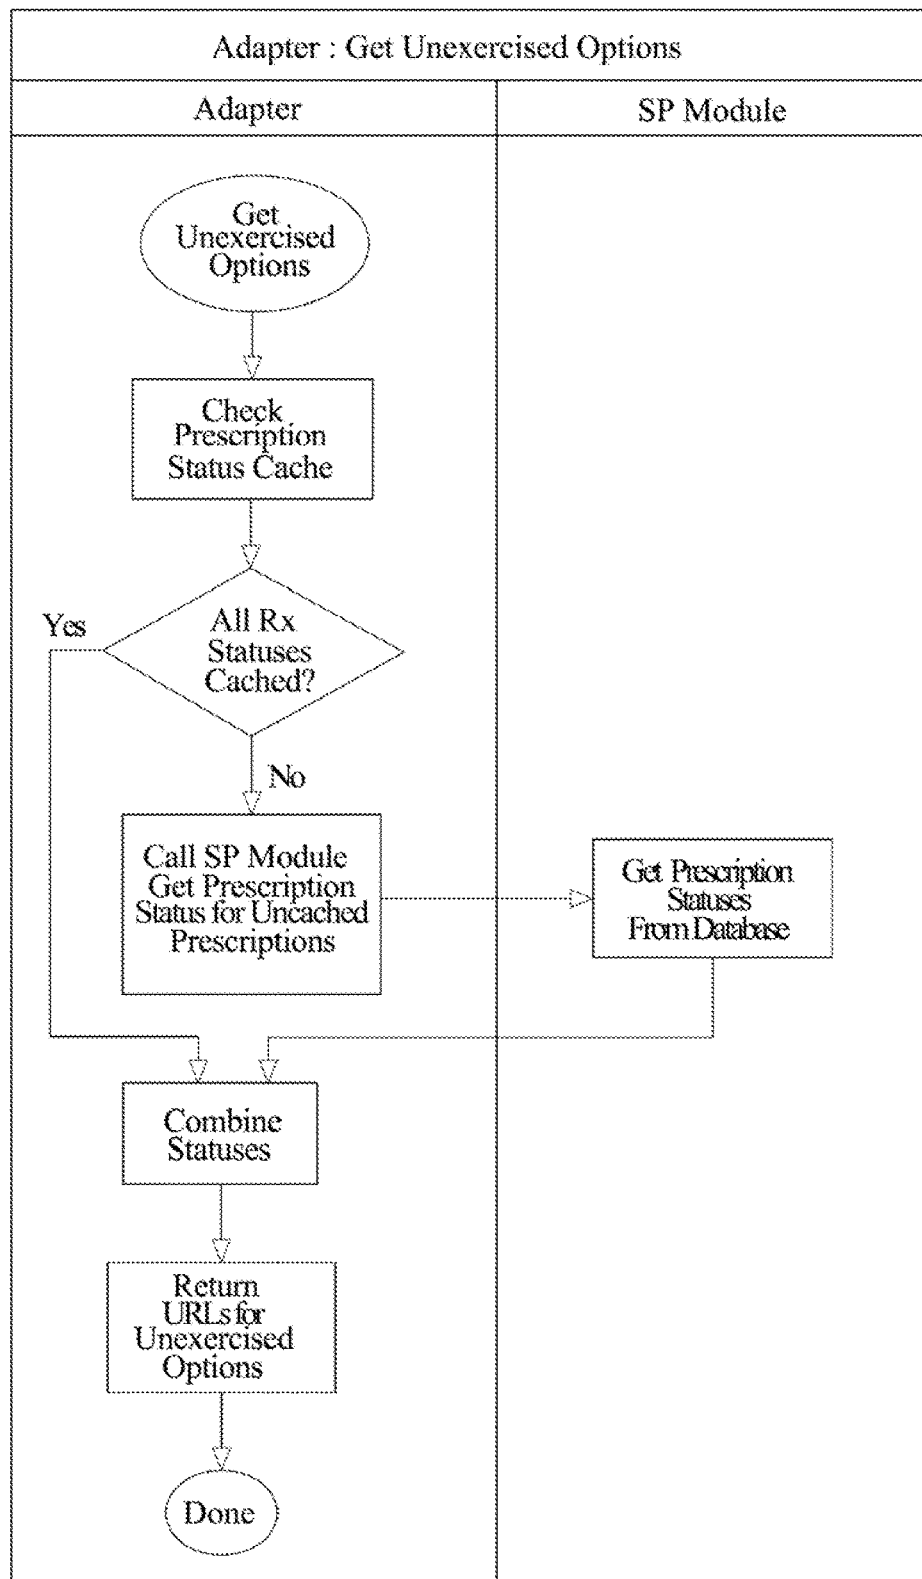 Adapter : Get Unexercised Options
Adapter
SP Module
Get
Unexercised
Options
Check
Prescription
Status Cache
Yes
All Rx
Statuses
Cached?
No
Call SP Module
Get Prescription
Status for Uncached
Prescriptions
Get Prescription
Statuses
From Database
Combine
Statuses
Return
URLs for
Unexercised
Options
Done